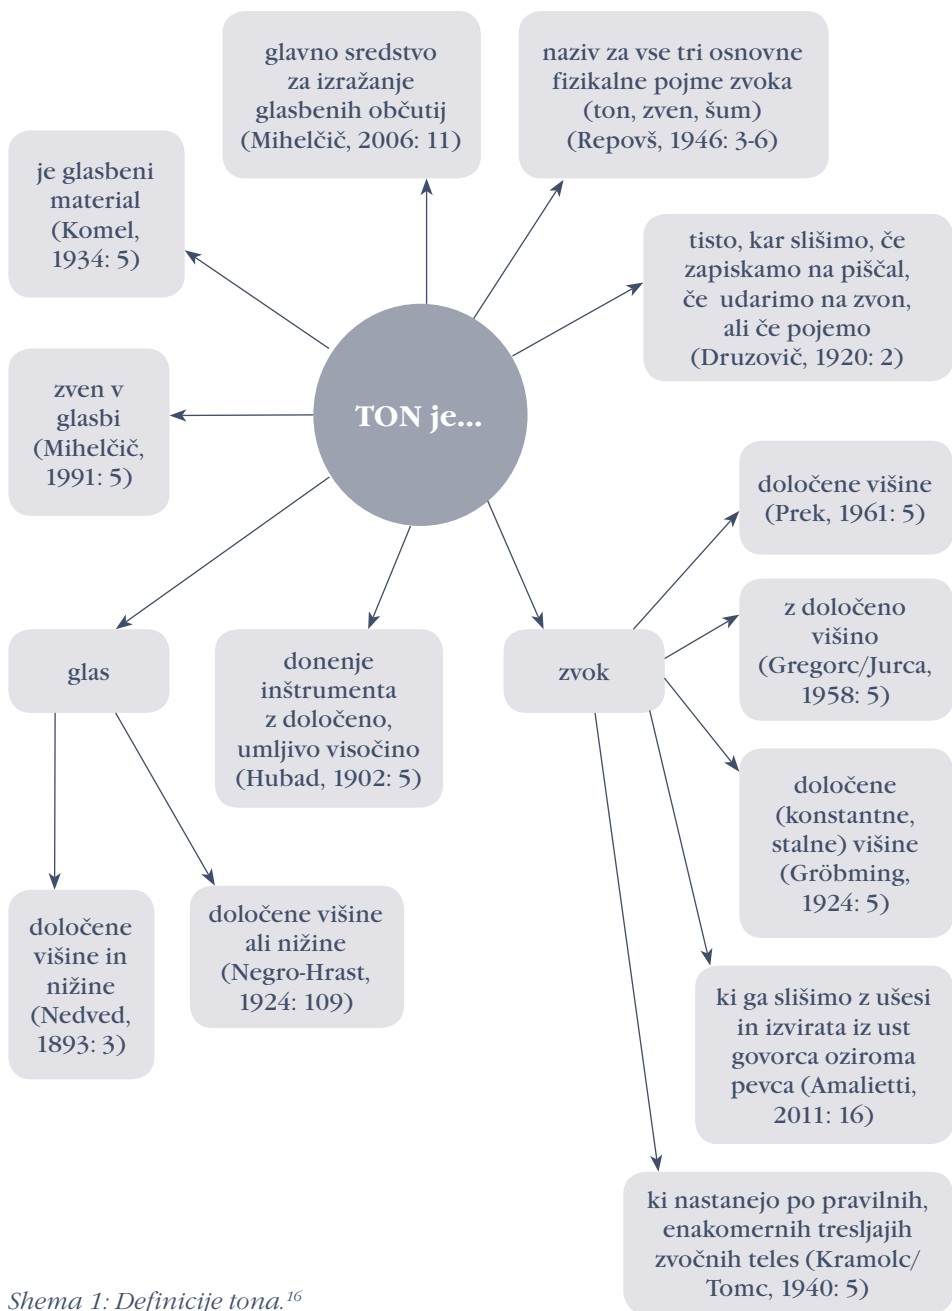 glavno sredstvo
za izražanje
glasbenih občutij
(Mihelčič, 2006: 11)
naziv za vse tri osnovne
fizikalne pojme zvoka
(ton, zven, šum)
(Repovš, 1946: 3-6)
je glasbeni
material
(Komel,
1934: 5)
tisto, kar slišimo, če
zapiskamo na piščal,
če udarimo na zvon,
ali če pojemo
(Druzovič, 1920: 2)
zven v
glasbi
(Mihelčič,
1991: 5)
TON je...
določene višine
(Prek, 1961: 5)
z določeno
višino
(Gregorc/Jurca,
1958: 5)
glas
donenje
inštrumenta
z določeno,
umljivo visočino
(Hubad, 1902: 5)
zvok
določene
(konstantne,
stalne) višine
(Gröbming,
1924: 5)
določene
višine in
nižine
(Nedved,
1893: 3)
določene višine
ali nižine
(Negro-Hrast,
1924: 109)
ki ga slišimo z ušesi
in izvirata iz ust
govorca oziroma
pevca (Amalietti,
2011: 16)
ki nastanejo po pravilnih,
enakomernih tresljajih
zvočnih teles (Kramolc/
Tomc, 1940: 5)
Shema 1: Definicije tona.16